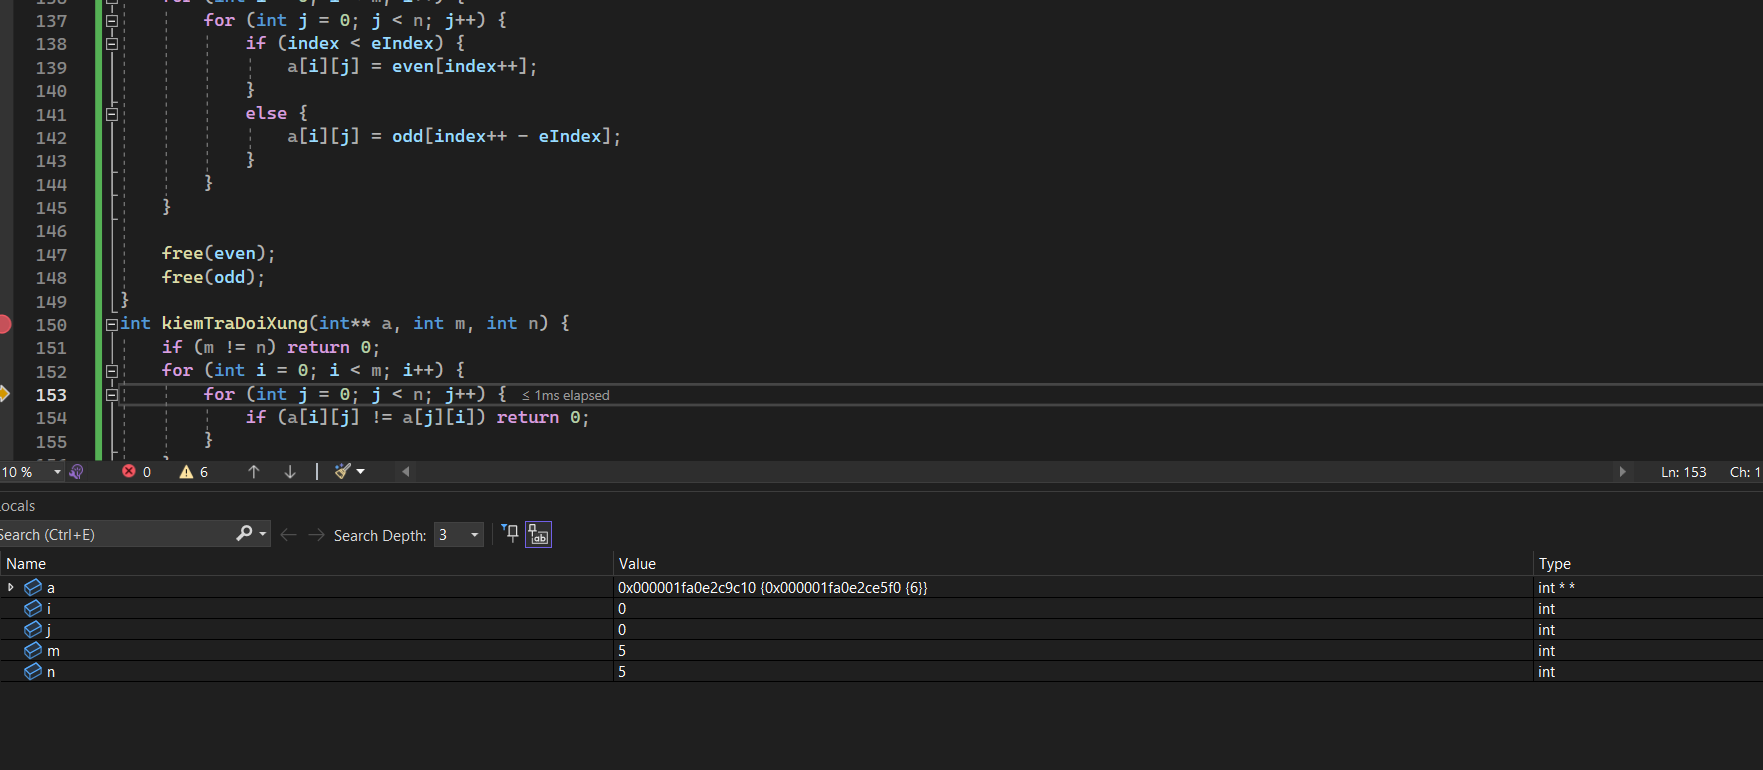 137 for (int j = 0; j < n; j++) {
138 if (index < eIndex) {
139 a[i][j] = even[index++];
140 }
141 else {
142 a[i][j] = odd[index++ - eIndex];
143 }
144 }
145 }
146
147 free(even);
148 free(odd);
149 }
150 int kiemTraDoiXung(int** a, int m, int n) {
151 if (m != n) return 0;
152 for (int i = 0; i < m; i++) {
153 for (int j = 0; j < n; j++) { ≤ 1ms elapsed
154 if (a[i][j] != a[j][i]) return 0;
155 }
10 % 0 6 Ln: 153 Ch: 1
ocals
Search (Ctrl+E) Search Depth: 3
Name Value Type
a 0x000001fa0e2c9c10 {0x000001fa0e2ce5f0 {6}} int * *
i 0 int
j 0 int
m 5 int
n 5 int